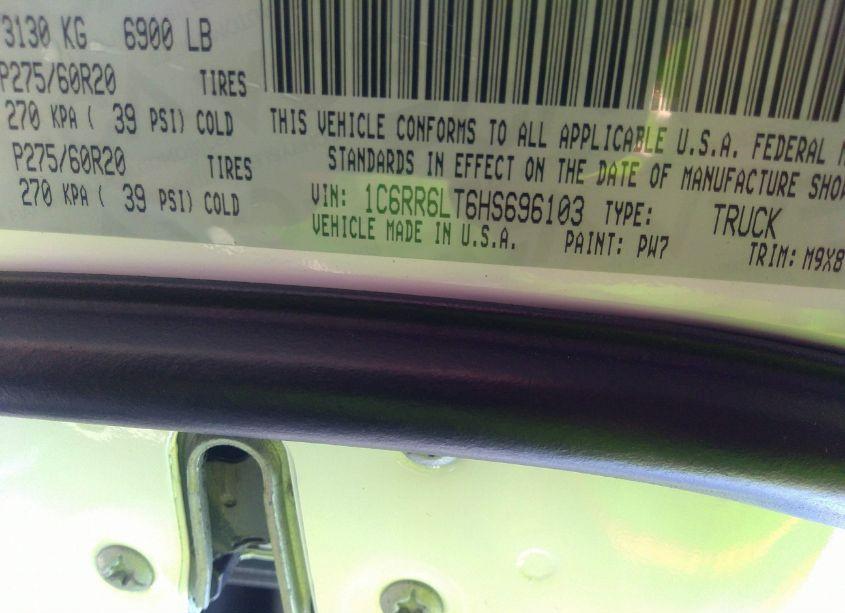 3130 KG 6900 LB
P275/60R20 TIRES
270 KPA ( 39 PSI) COLD
P275/60R20 TIRES
270 KPA ( 39 PSI) COLD
THIS VEHICLE CONFORMS TO ALL APPLICABLE U.S.A. FEDERAL
STANDARDS IN EFFECT ON THE DATE OF MANUFACTURE SHO
VIN: 1C6RR6LT6HS696103 TYPE: TRUCK
VEHICLE MADE IN U.S.A. PAINT: PW7 TRIM: M9X8